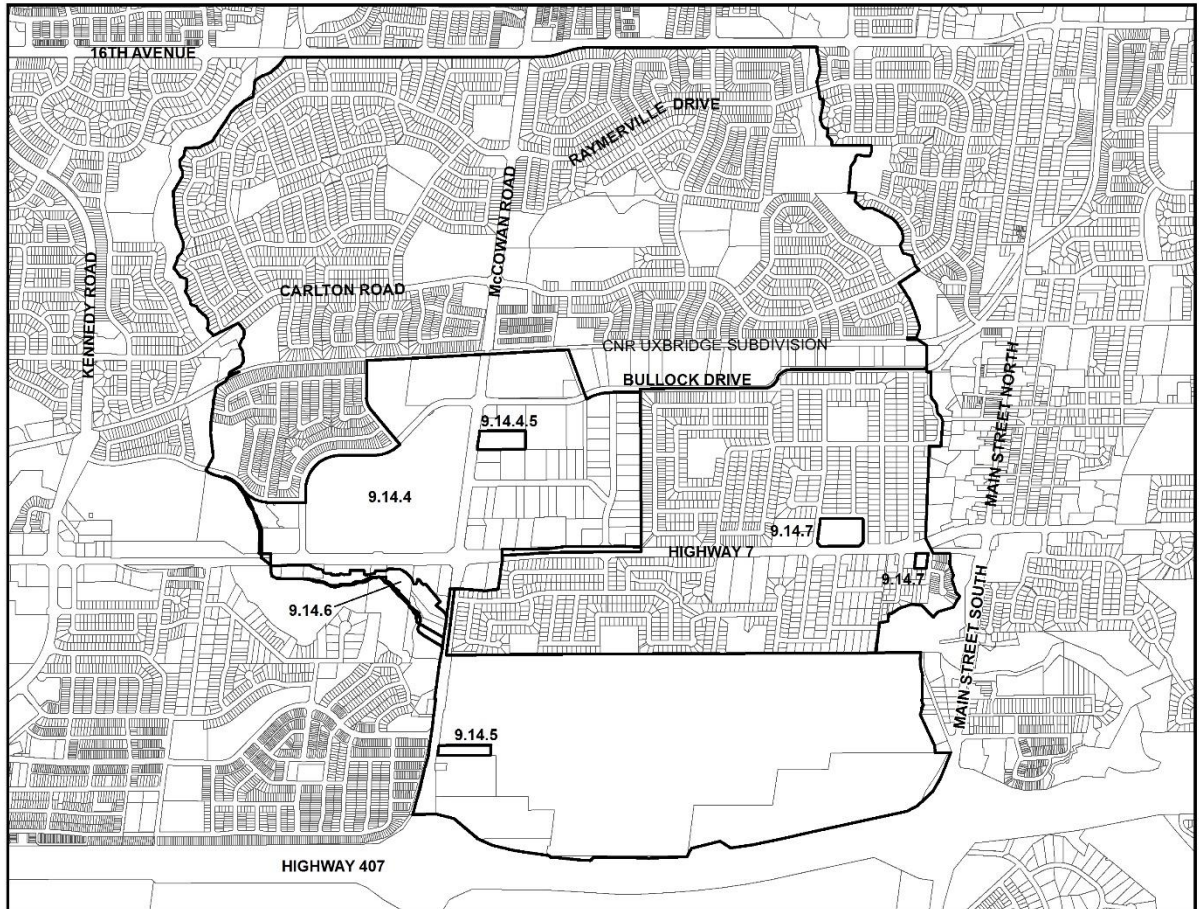 16TH AVENUE
RAYMERVILLE DRIVE
McCOWAN ROAD
KENNEDY ROAD
CARLTON ROAD
CNR UXBRIDGE SUBDIVISION
BULLOCK DRIVE
MAIN STREET NORTH
9.14.4.5
9.14.4
9.14.7
HIGHWAY 7
9.14.7
9.14.6
MAIN STREET SOUTH
9.14.5
HIGHWAY 407